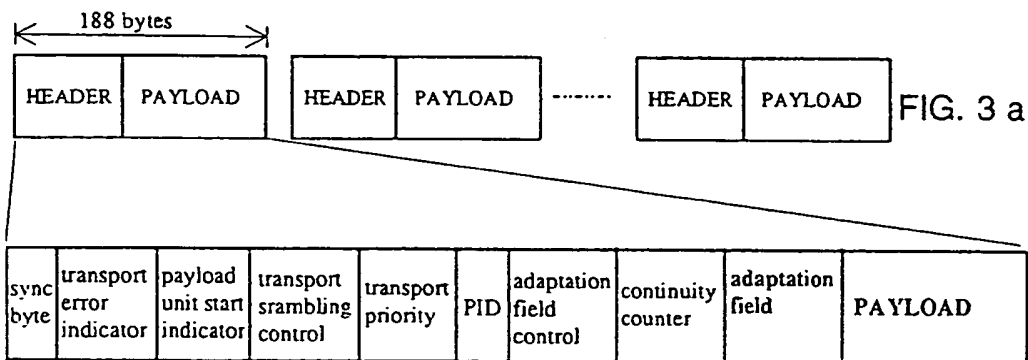 188 bytes
HEADER PAYLOAD HEADER PAYLOAD HEADER PAYLOAD FIG. 3 a
sync byte
transport error indicator
payload unit start indicator
transport srambling control
transport priority
PID
adaptation field control
continuity counter
adaptation field
PAYLOAD